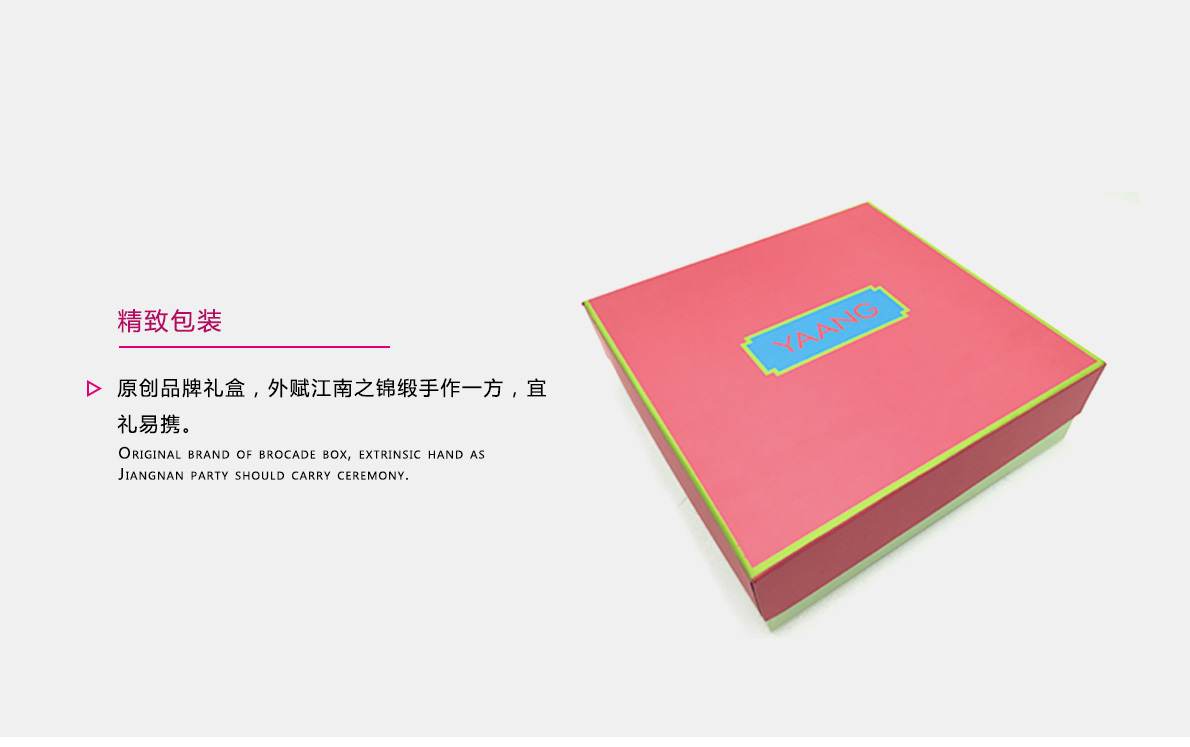 精致包装
原创品牌礼盒，外赋江南之锦缎手作一方，宜
礼易携。
Original brand of brocade box, extrinsic hand as
Jiangnan party should carry ceremony.
YAANG